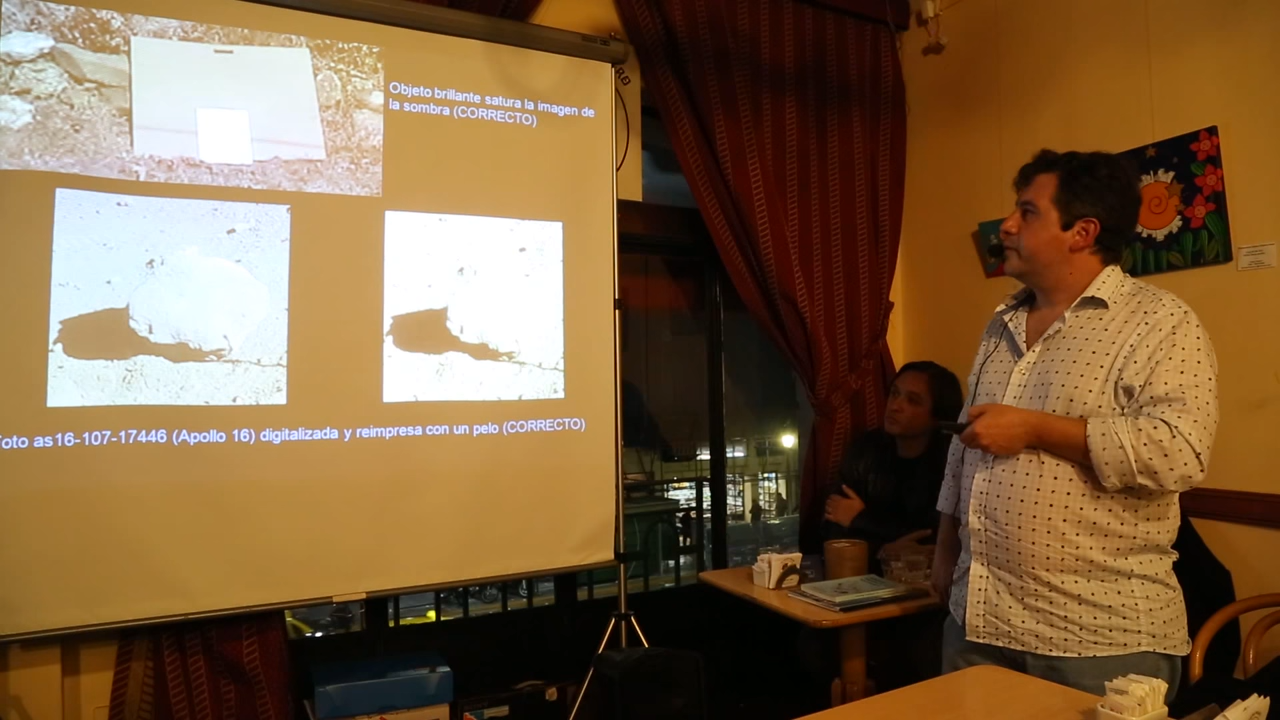 Objeto brillante satura la imagen de
la sombra (CORRECTO)
as16-107-17446 (Apollo 16) digitalizada y reimpresa con un pelo (CORRECTO)